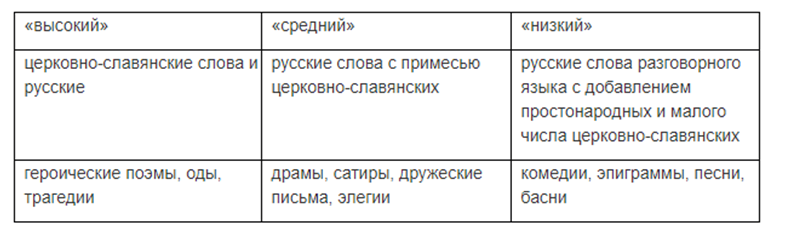 «высокий»
«средний»
«низкий»
церковно-славянские слова и
русские
русские слова с примесью
церковно-славянских
русские слова разговорного
языка с добавлением
простонародных и малого
числа церковно-славянских
героические поэмы, оды,
трагедии
драмы, сатиры, дружеские
письма, элегии
комедии, эпиграммы, песни,
басни